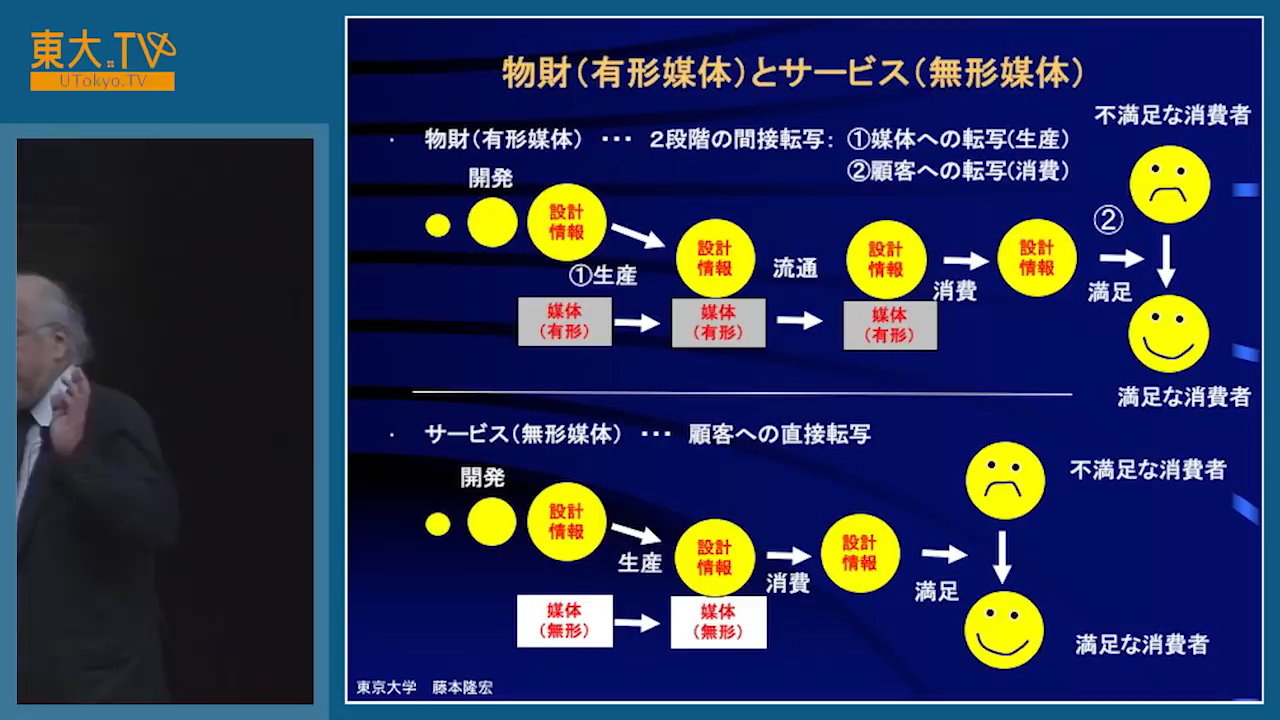 東大.TV
UTokyo.TV
物財(有形媒体)とサービス(無形媒体)
・ 物財(有形媒体) ・・・ 2段階の間接転写: ①媒体への転写(生産)
②顧客への転写(消費)
不満足な消費者
開発
設計
情報
①生産
設計
情報
流通
設計
情報
消費
設計
情報
②
満足
媒体
(有形)
媒体
(有形)
媒体
(有形)
満足な消費者
・ サービス(無形媒体) ・・・ 顧客への直接転写
開発
設計
情報
生産
設計
情報
消費
設計
情報
満足
不満足な消費者
媒体
(無形)
媒体
(無形)
満足な消費者
東京大学 藤本隆宏